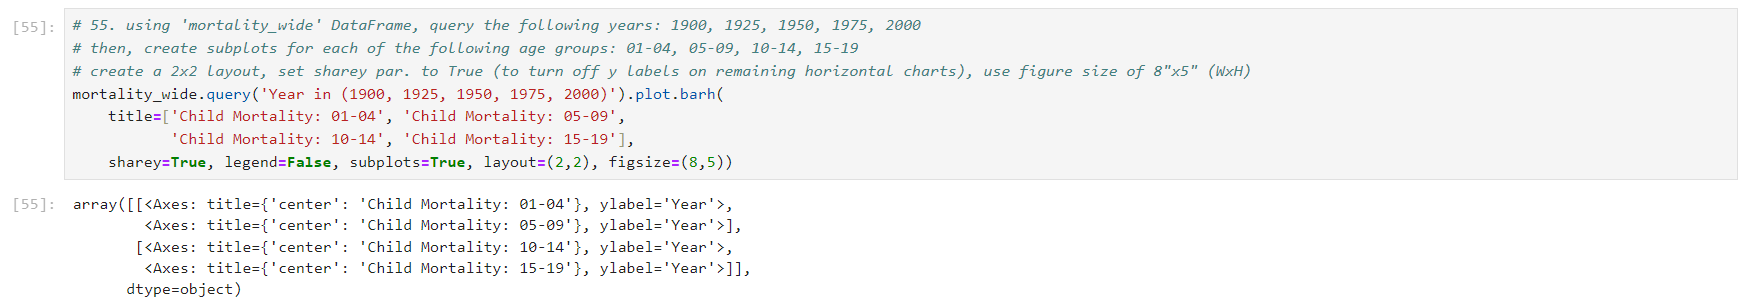 [55]: # 55. using 'mortality_wide' DataFrame, query the following years: 1900, 1925, 1950, 1975, 2000
# then, create subplots for each of the following age groups: 01-04, 05-09, 10-14, 15-19
# create a 2x2 layout, set sharey par. to True (to turn off y labels on remaining horizontal charts), use figure size of 8"x5" (WxH)
mortality_wide.query('Year in (1900, 1925, 1950, 1975, 2000)').plot.barh(
    title=['Child Mortality: 01-04', 'Child Mortality: 05-09',
           'Child Mortality: 10-14', 'Child Mortality: 15-19'],
    sharey=True, legend=False, subplots=True, layout=(2,2), figsize=(8,5))
[55]: array([[<Axes: title={'center': 'Child Mortality: 01-04'}, ylabel='Year'>,
        <Axes: title={'center': 'Child Mortality: 05-09'}, ylabel='Year'>],
       [<Axes: title={'center': 'Child Mortality: 10-14'}, ylabel='Year'>,
        <Axes: title={'center': 'Child Mortality: 15-19'}, ylabel='Year'>]],
      dtype=object)